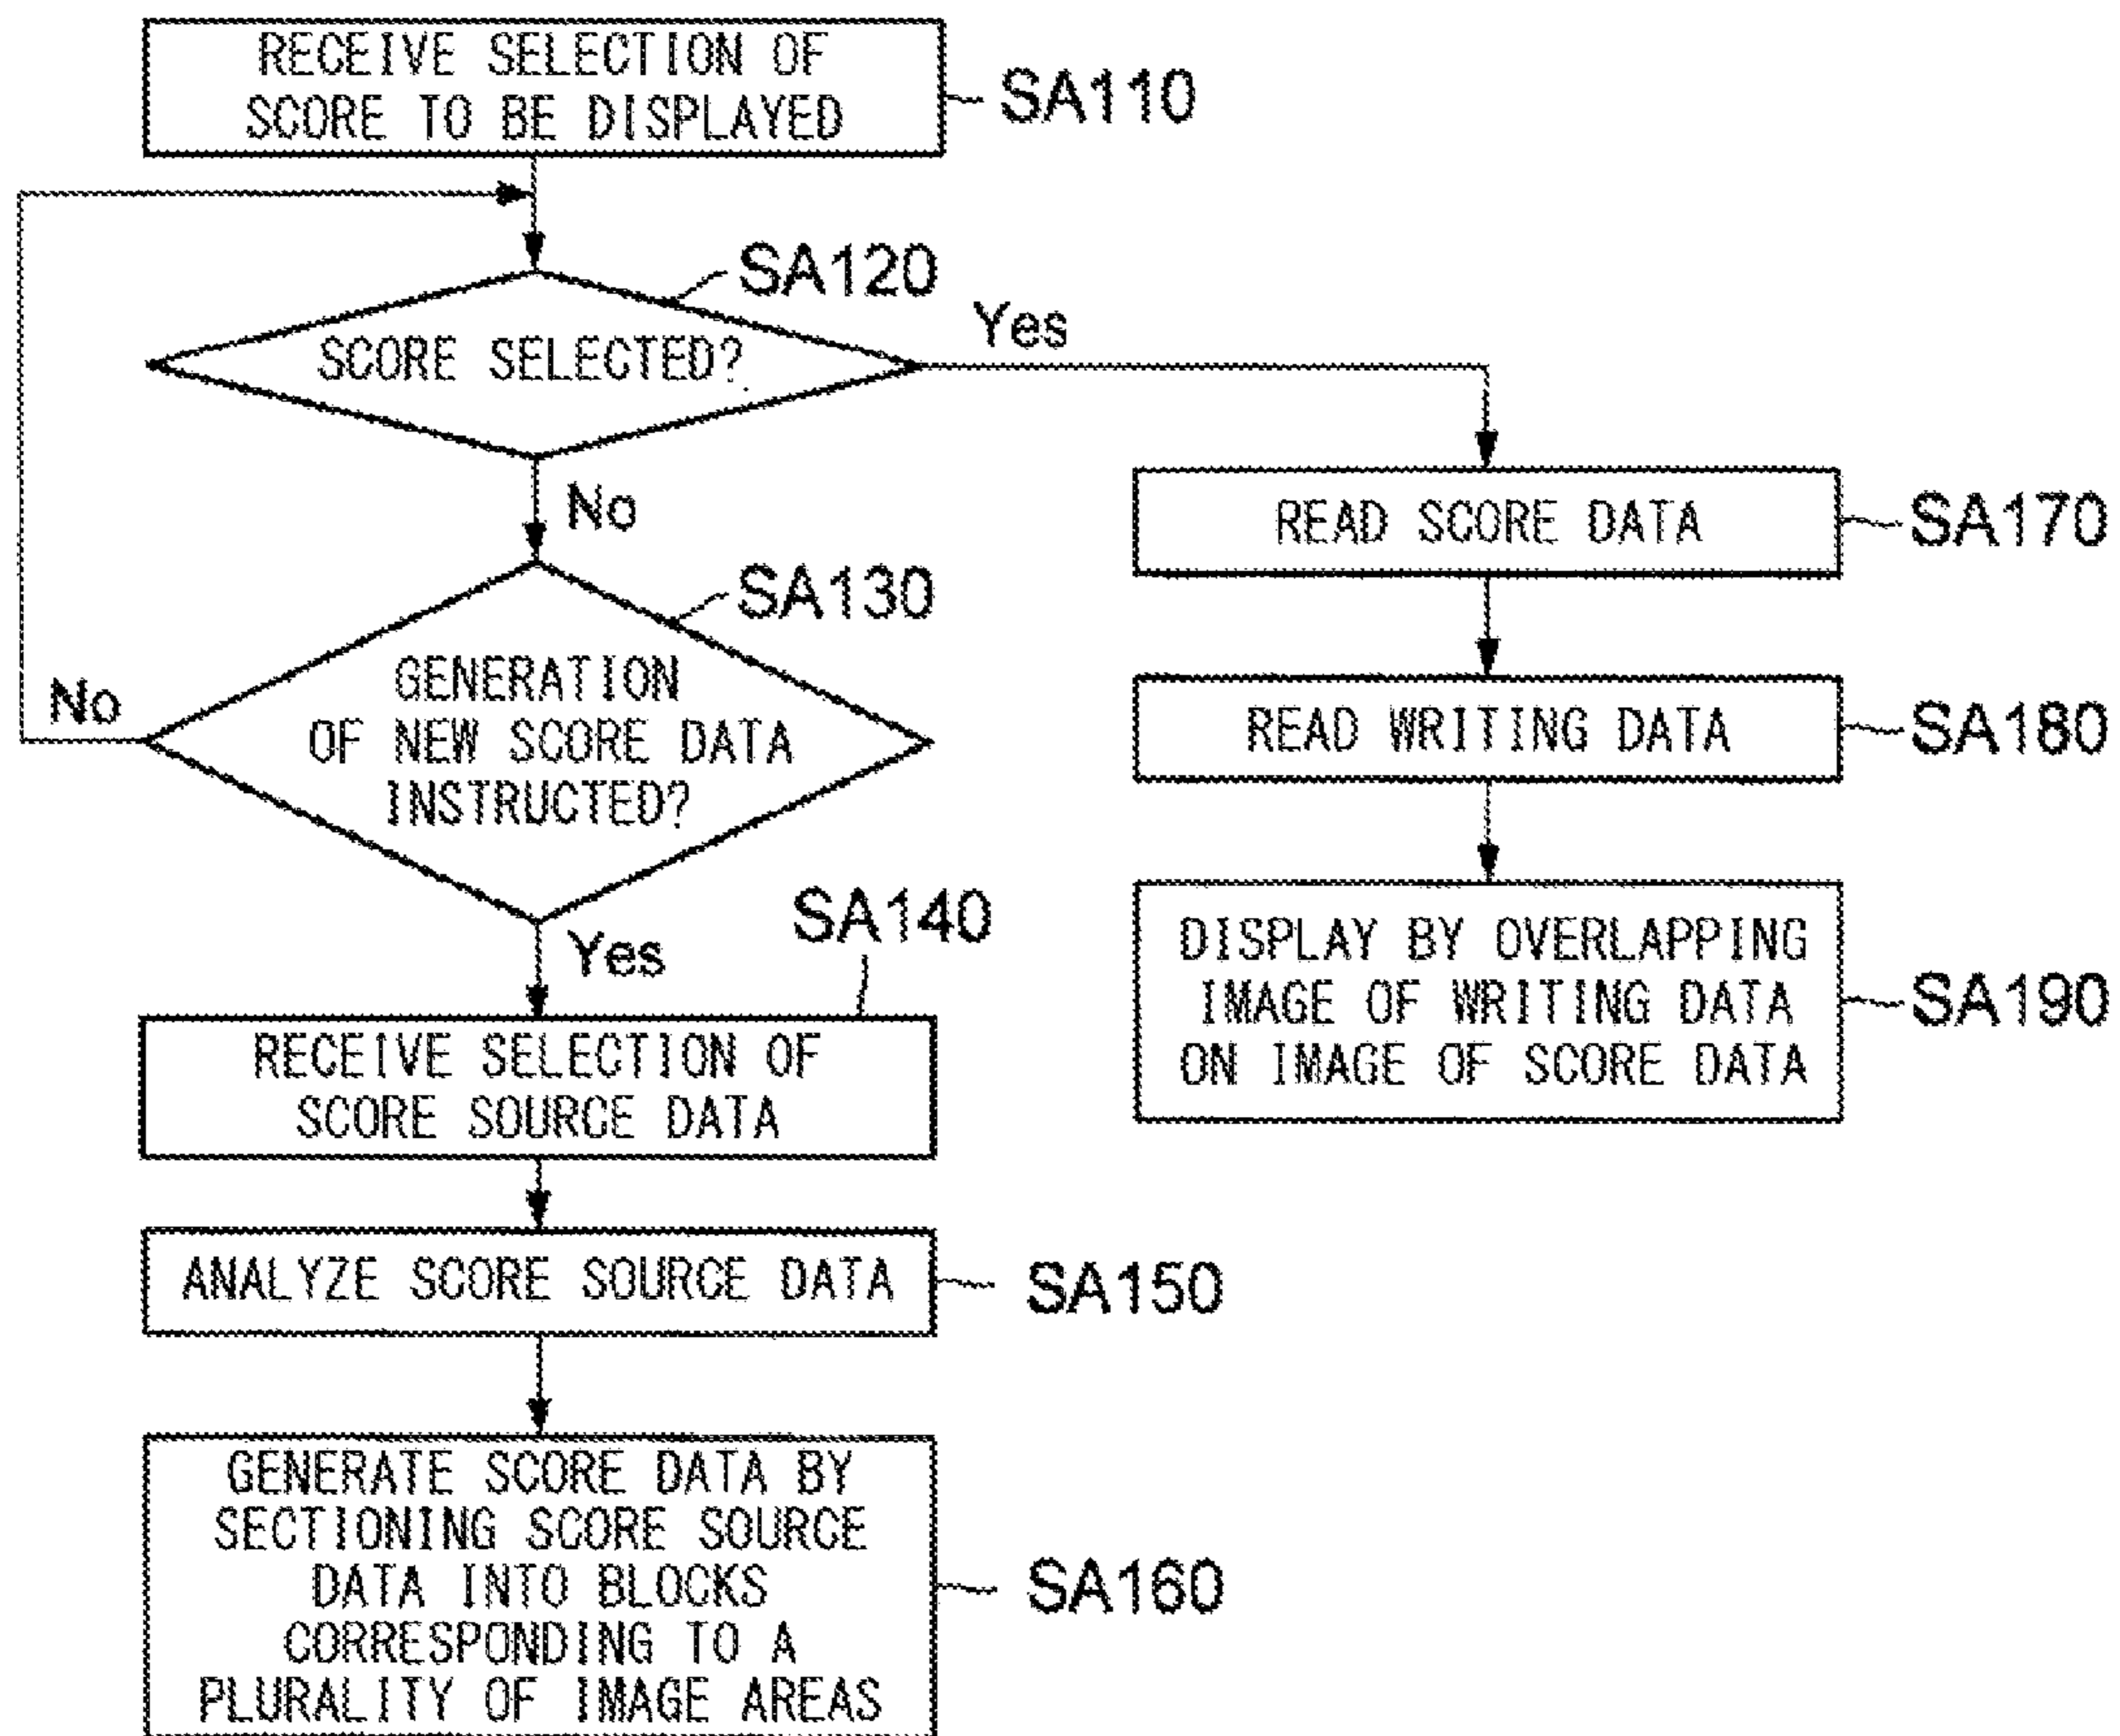 RECEIVE SELECTION OF
SCORE TO BE DISPLAYED
SA110
SA120
SCORE SELECTED?
Yes
No
SA130
GENERATION
OF NEW SCORE DATA
INSTRUCTED?
No
Yes
SA140
RECEIVE SELECTION OF
SCORE SOURCE DATA
ANALYZE SCORE SOURCE DATA
SA150
GENERATE SCORE DATA BY
SECTIONING SCORE SOURCE
DATA INTO BLOCKS
CORRESPONDING TO A
PLURALITY OF IMAGE AREAS
SA160
READ SCORE DATA
SA170
READ WRITING DATA
SA180
DISPLAY BY OVERLAPPING
IMAGE OF WRITING DATA
ON IMAGE OF SCORE DATA
SA190